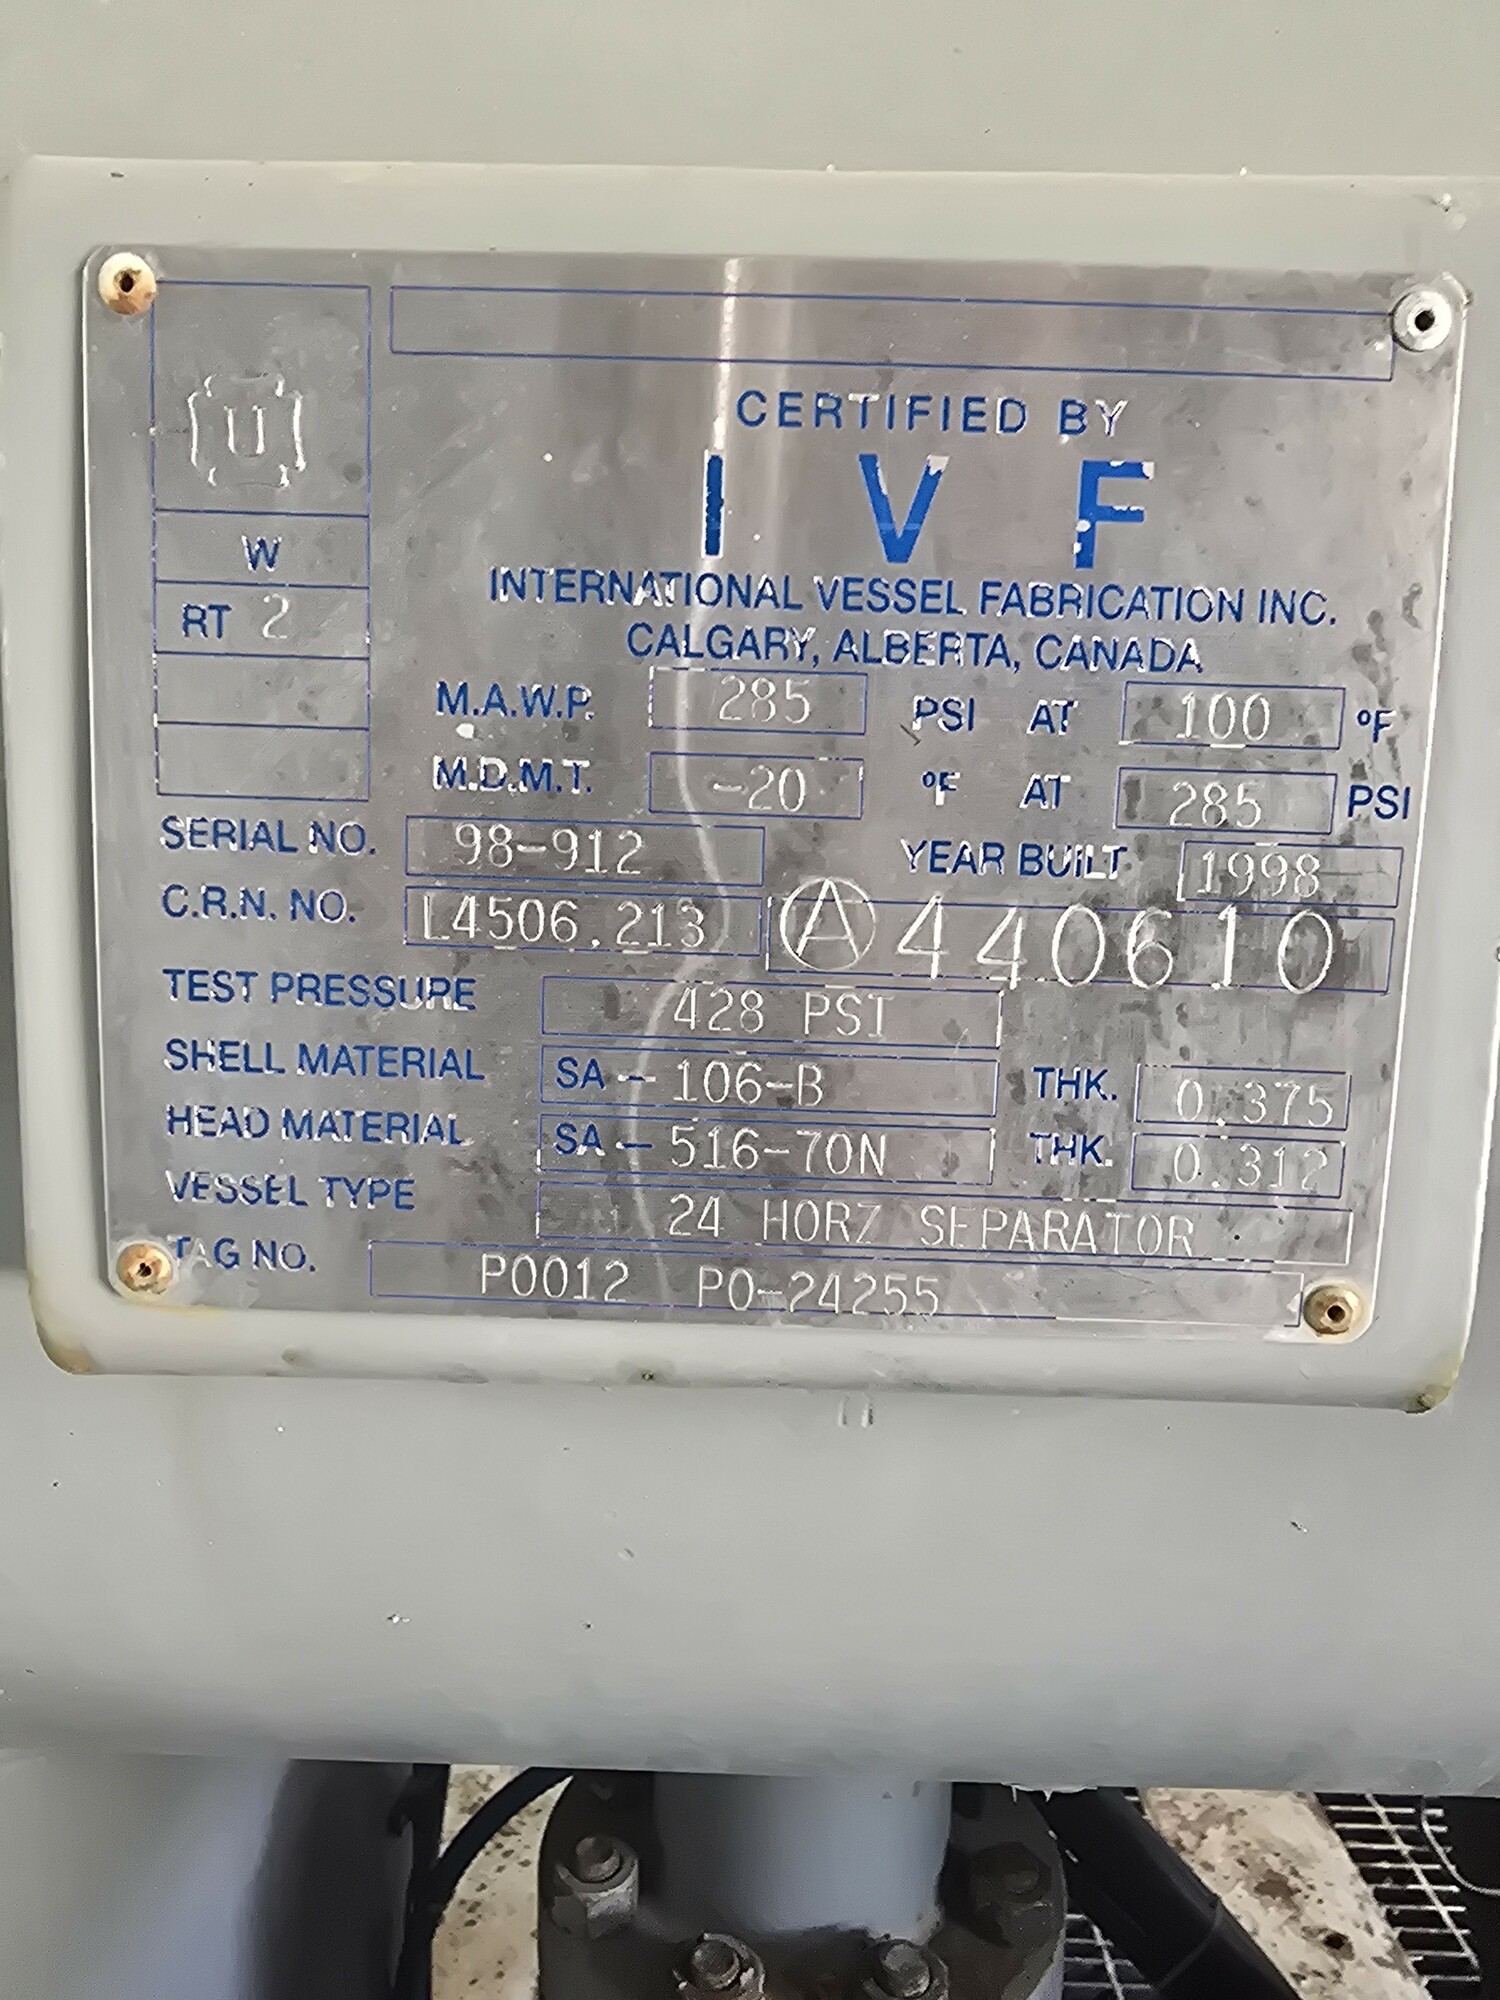 U
W
RT 2
CERTIFIED BY
I V F
INTERNATIONAL VESSEL FABRICATION INC.
CALGARY, ALBERTA, CANADA
M.A.W.P. 285 PSI AT 100 ºF
M.D.M.T. -20 ºF AT 285 PSI
SERIAL NO. 98-912 YEAR BUILT 1998
C.R.N. NO. L4506.213 Ⓐ 440610
TEST PRESSURE 428 PSI
SHELL MATERIAL SA-106-B THK. 0.375
HEAD MATERIAL SA-516-70N THK. 0.312
VESSEL TYPE 24 HORZ SEPARATOR
TAG NO. P0012 PO-24255